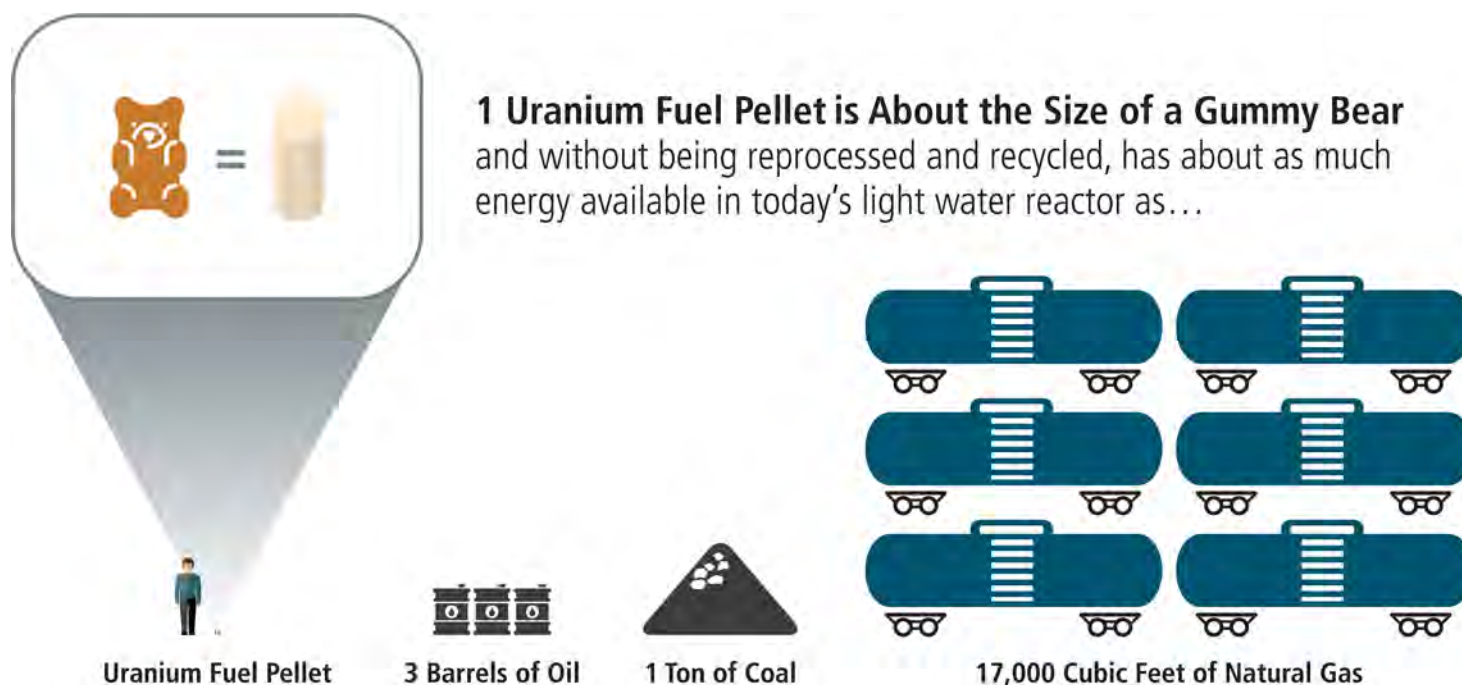 1 Uranium Fuel Pellet is About the Size of a Gummy Bear
and without being reprocessed and recycled, has about as much
energy available in today's light water reactor as…
=
Uranium Fuel Pellet
3 Barrels of Oil
1 Ton of Coal
17,000 Cubic Feet of Natural Gas